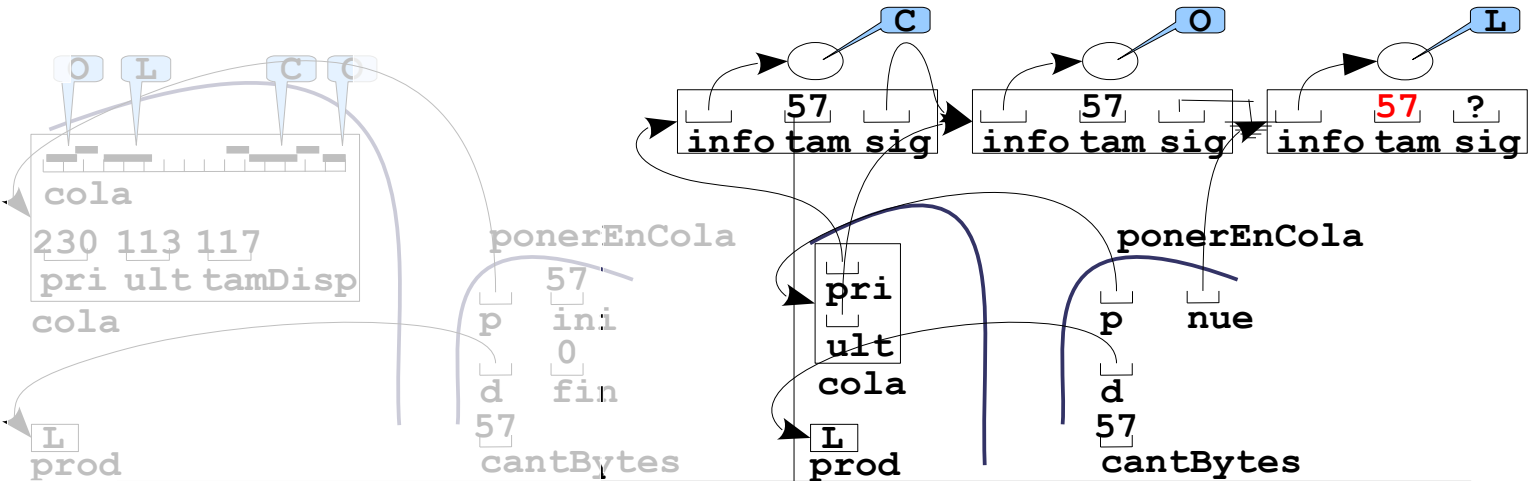 C O L
O L C O
57 57 57 ?
info tam sig info tam sig info tam sig
cola
230 113 117
pri ult tamDisp
cola
ponerEnCola
57
p ini
0
d fin
57
cantBytes
L
prod
ponerEnCola
pri
ult
cola
p nue
d
57
cantBytes
L
prod